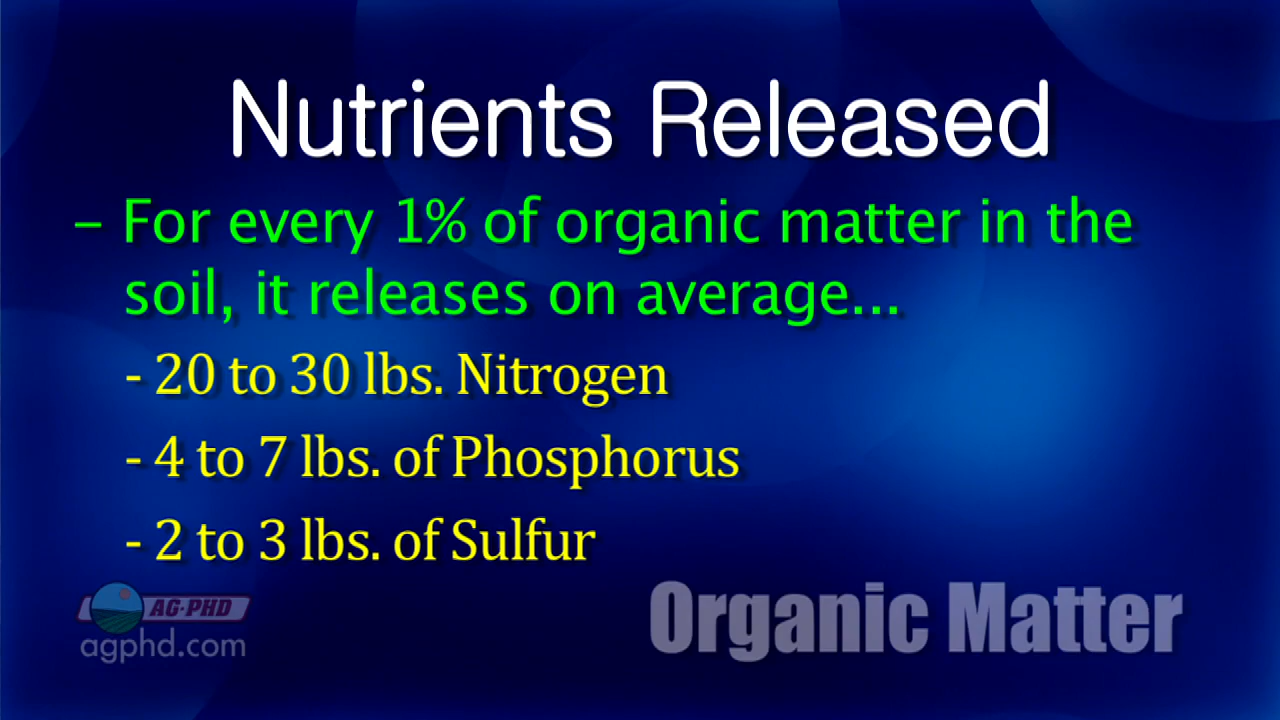 Nutrients Released
– For every 1% of organic matter in the
soil, it releases on average...
- 20 to 30 lbs. Nitrogen
- 4 to 7 lbs. of Phosphorus
- 2 to 3 lbs. of Sulfur
AG·PHD
agphd.com
Organic Matter